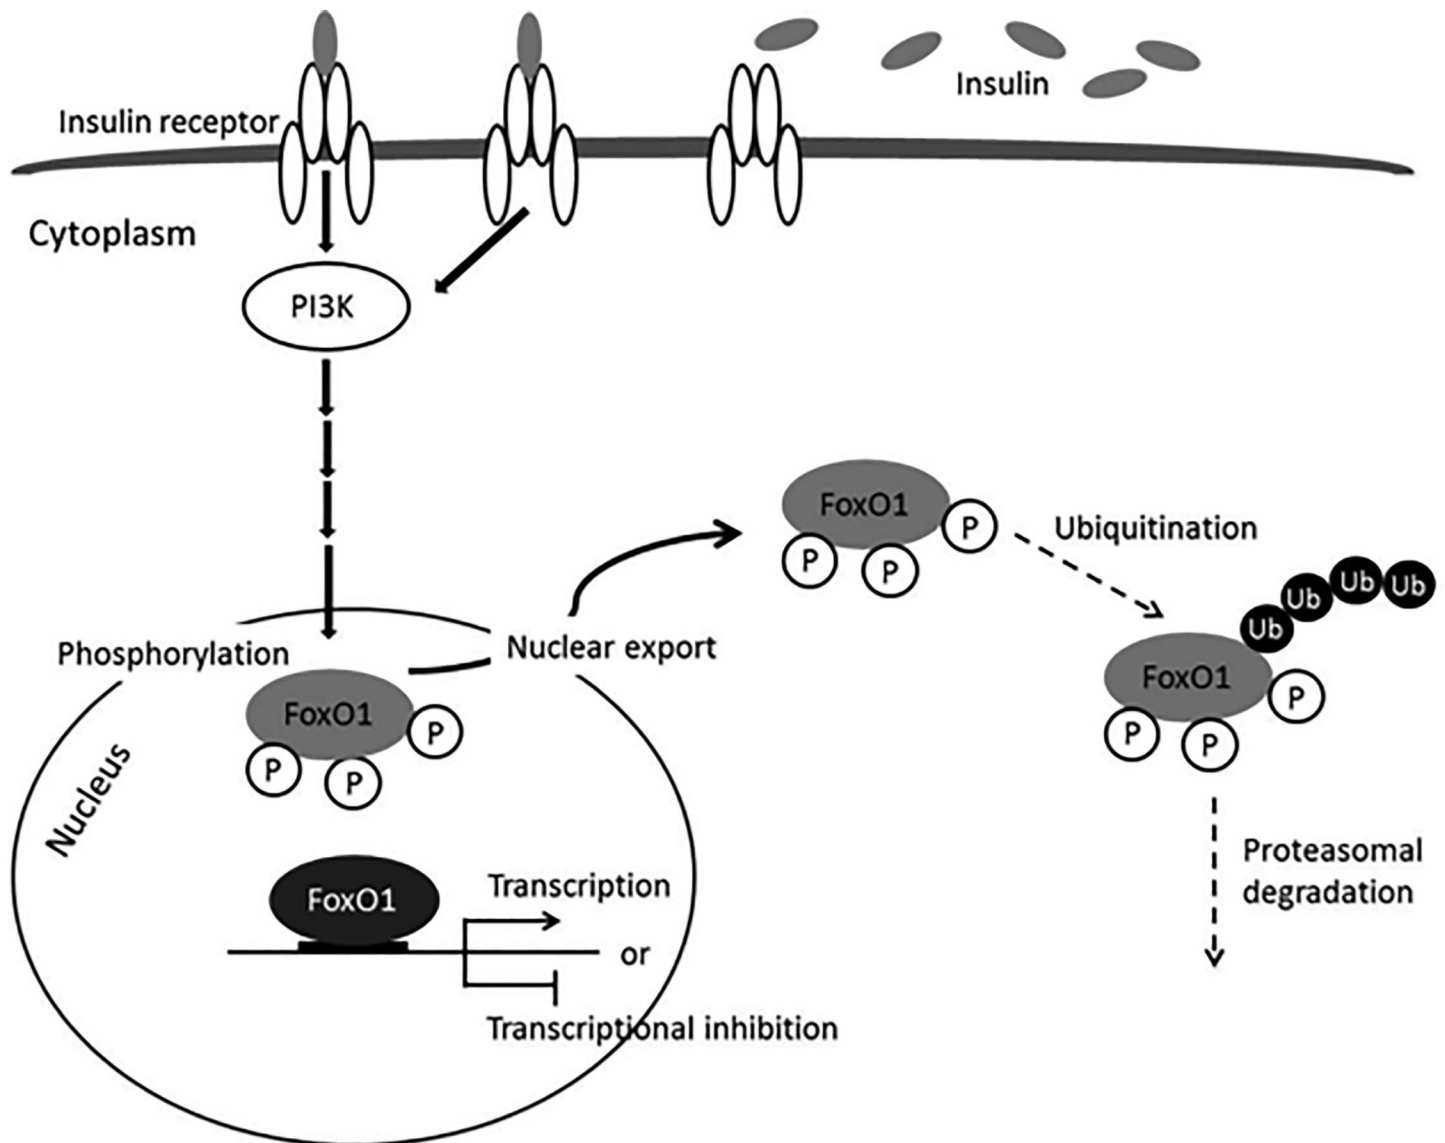 Insulin
Insulin receptor
Cytoplasm
PI3K
FoxO1
P
P
P
Ubiquitination
Ub
Ub
Ub
Ub
FoxO1
P
P
P
Nuclear export
Phosphorylation
FoxO1
P
P
P
Nucleus
Proteasomal
degradation
FoxO1
Transcription
or
Transcriptional inhibition